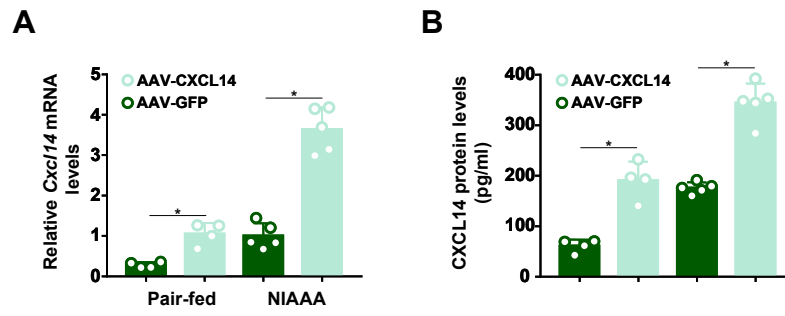 A
Relative Cxcl14 mRNA
levels
5
4
3
2
1
0
AAV-CXCL14
AAV-GFP
*
*
Pair-fed
NIAAA
B
CXCL14 protein levels
(pg/ml)
400
300
200
100
0
AAV-CXCL14
AAV-GFP
*
*